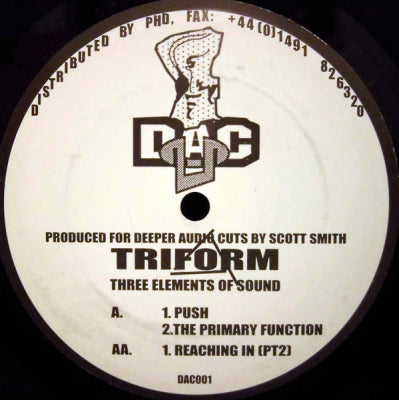 DISTRIBUTED BY PHD, FAX: +44(0)1491 826320
DAC
PRODUCED FOR DEEPER AUDIO CUTS BY SCOTT SMITH
TRIFORM
THREE ELEMENTS OF SOUND
A. 1. PUSH
2.THE PRIMARY FUNCTION
AA. 1. REACHING IN (PT2)
DAC001